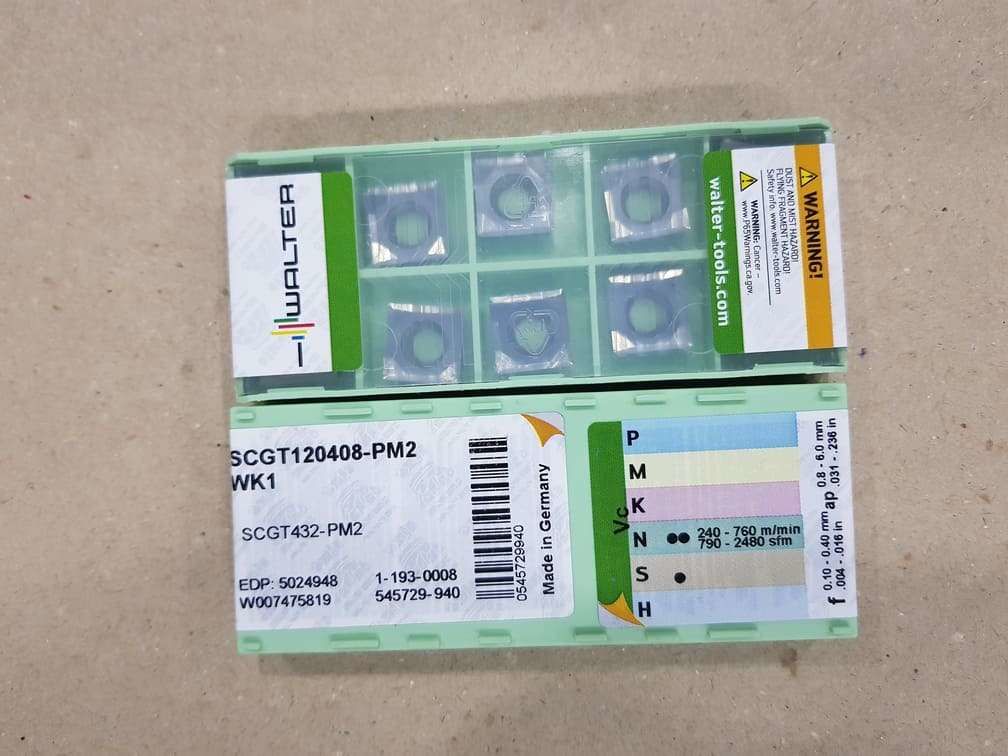 WALTER
walter-tools.com
WARNING: Cancer –
www.P65Warnings.ca.gov
DUST AND MIST HAZARD!
FLYING FRAGMENT HAZARD!
Safety info: www.walter-tools.com
WARNING!
SCGT120408-PM2
WK1
SCGT432-PM2
EDP: 5024948
W007475819
1-193-0008
545729-940
0545729940
Made in Germany
Vc
P
M
K
N 240 - 760 m/min
790 - 2480 sfm
S
H
f 0.10 - 0.40 mm
.004 - .016 in
ap 0.8 - 6.0 mm
.031 - .236 in